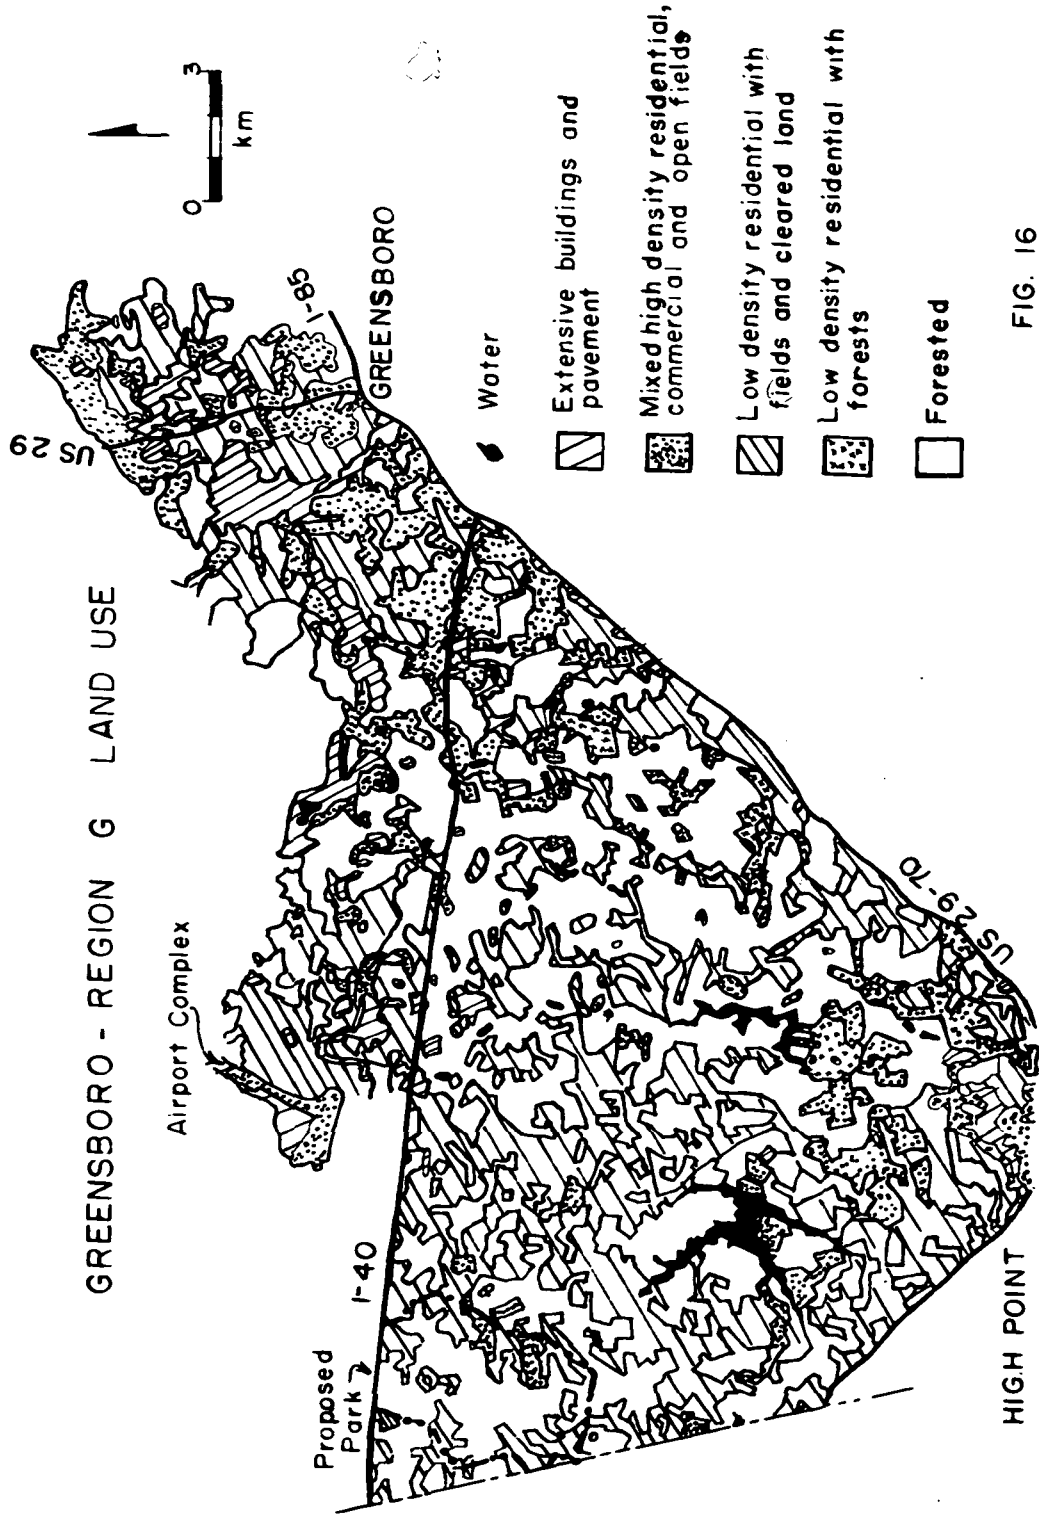 GREENSBORO - REGION G LAND USE
Airport Complex
Proposed
Park
I-40
US 29
I-85
GREENSBORO
US 29-70
HIGH POINT
0 3
km
Water
Extensive buildings and
pavement
Mixed high density residential,
commercial and open fields
Low density residential with
fields and cleared land
Low density residential with
forests
Forested
FIG. 16